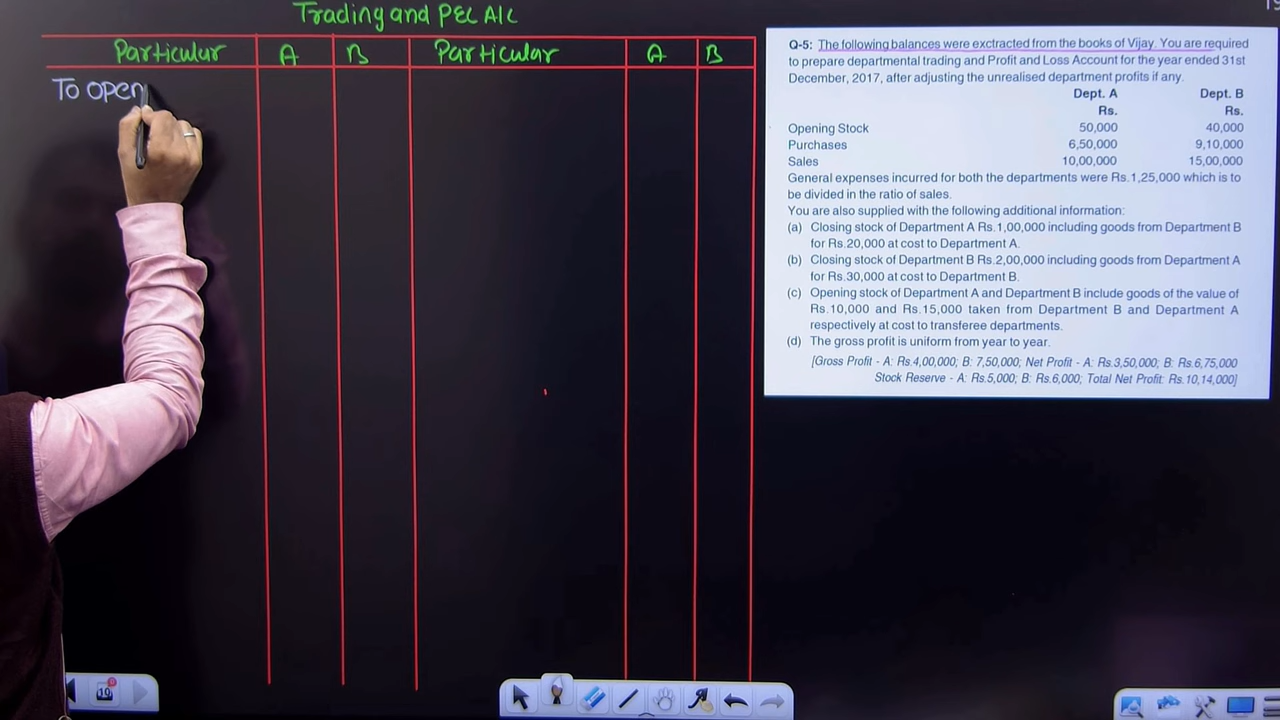 Trading and P&L A/c
Particular A B Particular A B
To open
Q-5: The following balances were exctracted from the books of Vijay. You are required
to prepare departmental trading and Profit and Loss Account for the year ended 31st
December, 2017, after adjusting the unrealised department profits if any.
Dept. A Dept. B
Rs. Rs.
Opening Stock 50,000 40,000
Purchases 6,50,000 9,10,000
Sales 10,00,000 15,00,000
General expenses incurred for both the departments were Rs.1,25,000 which is to
be divided in the ratio of sales.
You are also supplied with the following additional information:
(a) Closing stock of Department A Rs.1,00,000 including goods from Department B
for Rs.20,000 at cost to Department A.
(b) Closing stock of Department B Rs.2,00,000 including goods from Department A
for Rs.30,000 at cost to Department B.
(c) Opening stock of Department A and Department B include goods of the value of
Rs.10,000 and Rs.15,000 taken from Department B and Department A
respectively at cost to transferee departments.
(d) The gross profit is uniform from year to year.
[Gross Profit - A: Rs.4,00,000; B: 7,50,000; Net Profit - A: Rs.3,50,000; B: Rs.6,75,000
Stock Reserve - A: Rs.5,000; B: Rs.6,000; Total Net Profit: Rs.10,14,000]
19